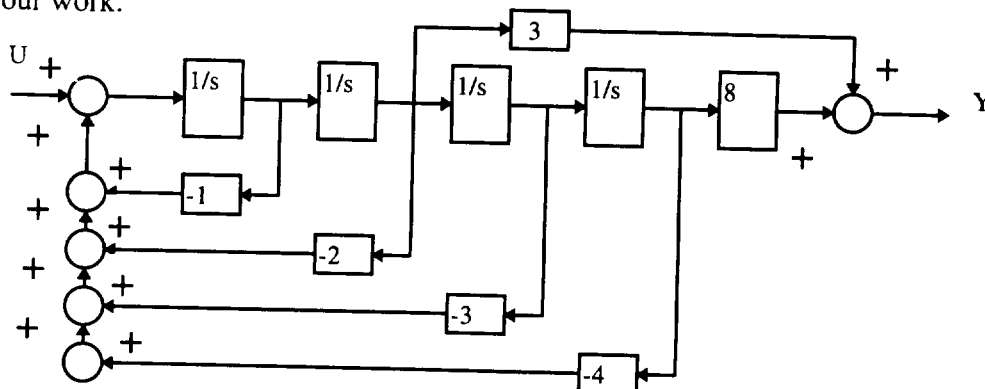 our work.
3
U + +
1/s 1/s 1/s 1/s 8 Y
+ +
+ -1
+ + -2
+ + -3
+ + -4